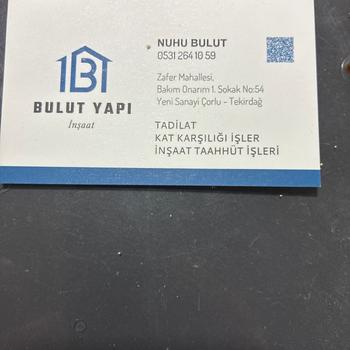 NUHU BULUT
0531 264 10 59
Zafer Mahallesi,
Bakım Onarım 1. Sokak No:54
Yeni Sanayi Çorlu - Tekirdağ
BULUT YAPI
İnşaat
TADİLAT
KAT KARŞILIĞI İŞLER
İNŞAAT TAAHHÜT İŞLERİ